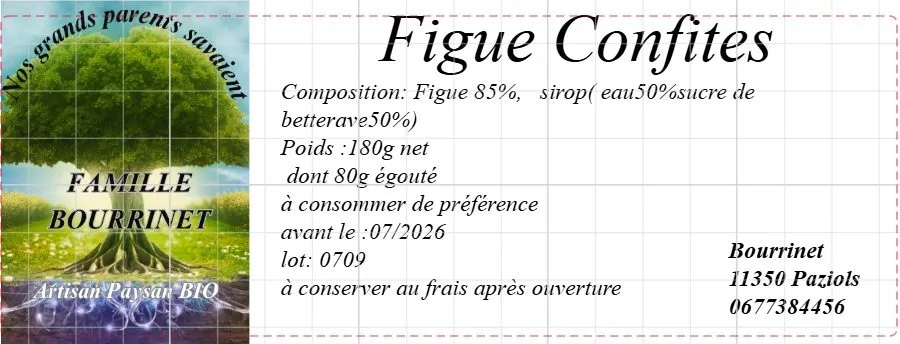 Nos grands parents savaient
FAMILLE
BOURRINET
Artisan Paysan BIO
Figue Confites
Composition: Figue 85%, sirop( eau50%sucre de
betterave50%)
Poids :180g net
dont 80g égouté
à consommer de préférence
avant le :07/2026
lot: 0709
à conserver au frais après ouverture
Bourrinet
11350 Paziols
0677384456